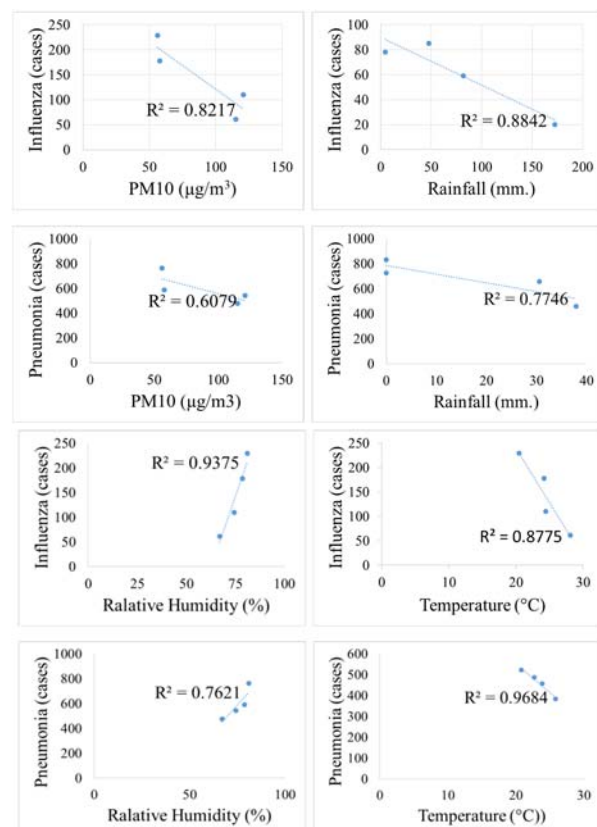 Influenza (cases)
250
200
150
100
50
0
R² = 0.8217
0 50 100 150
PM10 (µg/m³)
Influenza (cases)
100
80
60
40
20
0
R² = 0.8842
0 50 100 150 200
Rainfall (mm.)
Pneumonia (cases)
1000
800
600
400
200
0
R² = 0.6079
0 50 100 150
PM10 (µg/m3)
Pneumonia (cases)
1000
800
600
400
200
0
R² = 0.7746
0 10 20 30 40
Rainfall (mm.)
Influenza (cases)
250
200
150
100
50
0
R² = 0.9375
0 25 50 75 100
Ralative Humidity (%)
Influenza (cases)
250
200
150
100
50
0
R² = 0.8775
0 10 20 30
Temperature (°C)
Pneumonia (cases)
1000
800
600
400
200
0
R² = 0.7621
0 50 100
Ralative Humidity (%)
Pneumonia (cases)
600
500
400
300
200
100
0
R² = 0.9684
0 10 20 30
Temperature (°C))